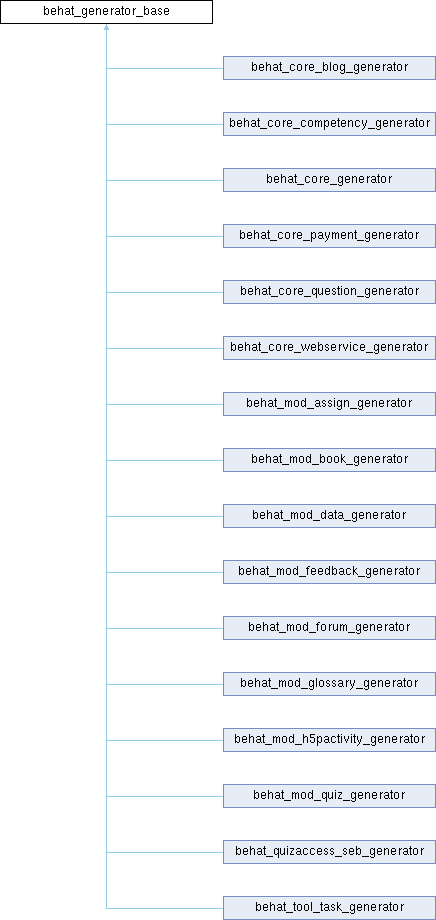 behat_generator_base
behat_core_blog_generator
behat_core_competency_generator
behat_core_generator
behat_core_payment_generator
behat_core_question_generator
behat_core_webservice_generator
behat_mod_assign_generator
behat_mod_book_generator
behat_mod_data_generator
behat_mod_feedback_generator
behat_mod_forum_generator
behat_mod_glossary_generator
behat_mod_h5pactivity_generator
behat_mod_quiz_generator
behat_quizaccess_seb_generator
behat_tool_task_generator